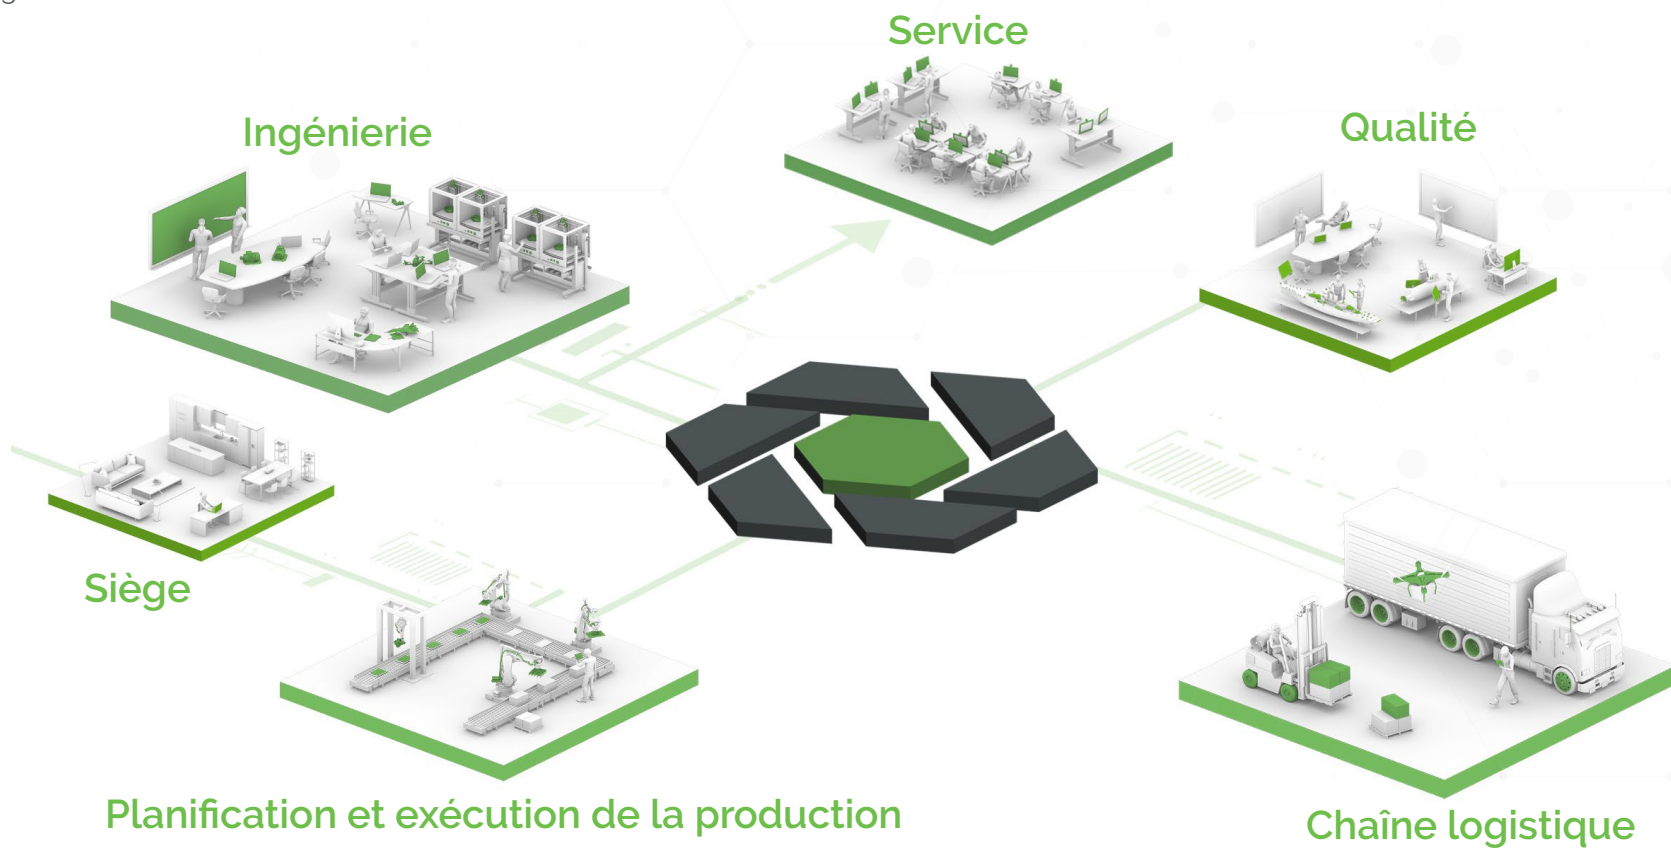 Service
Ingénierie
Qualité
Siège
Planification et exécution de la production
Chaîne logistique